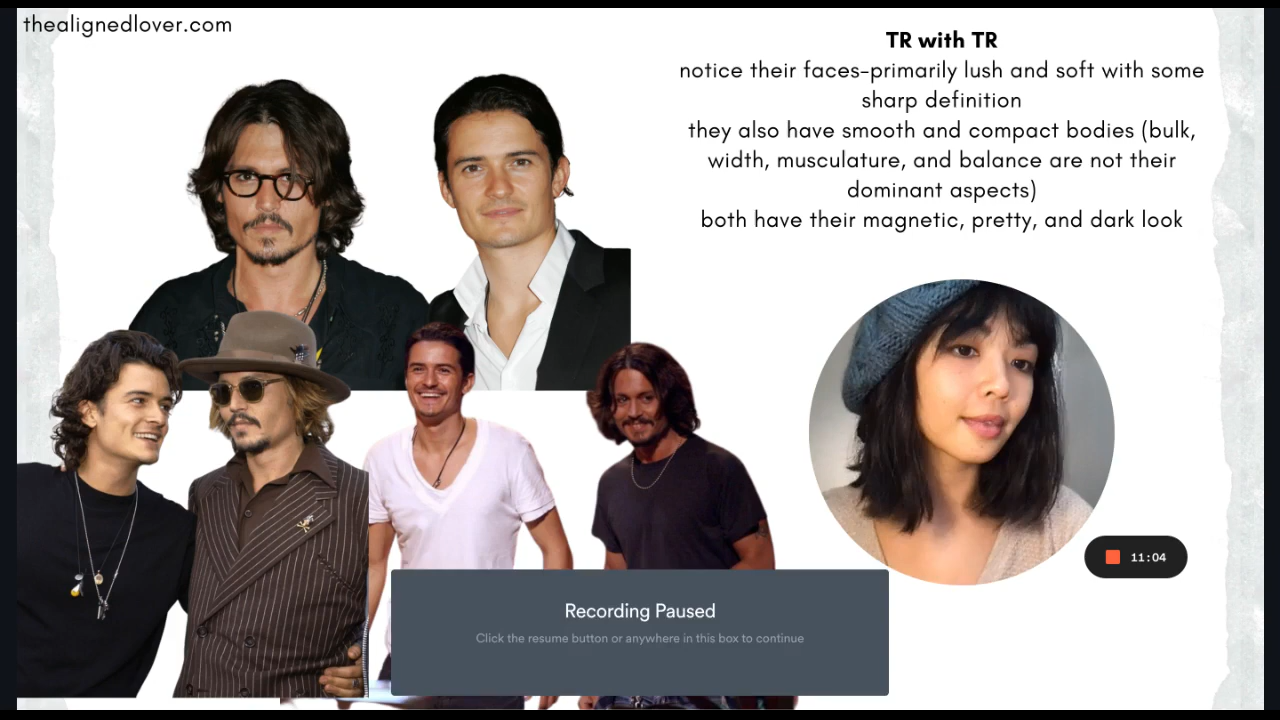 thealignedlover.com
TR with TR
notice their faces–primarily lush and soft with some
sharp definition
they also have smooth and compact bodies (bulk,
width, musculature, and balance are not their
dominant aspects)
both have their magnetic, pretty, and dark look
11:04
Recording Paused
Click the resume button or anywhere in this box to continue